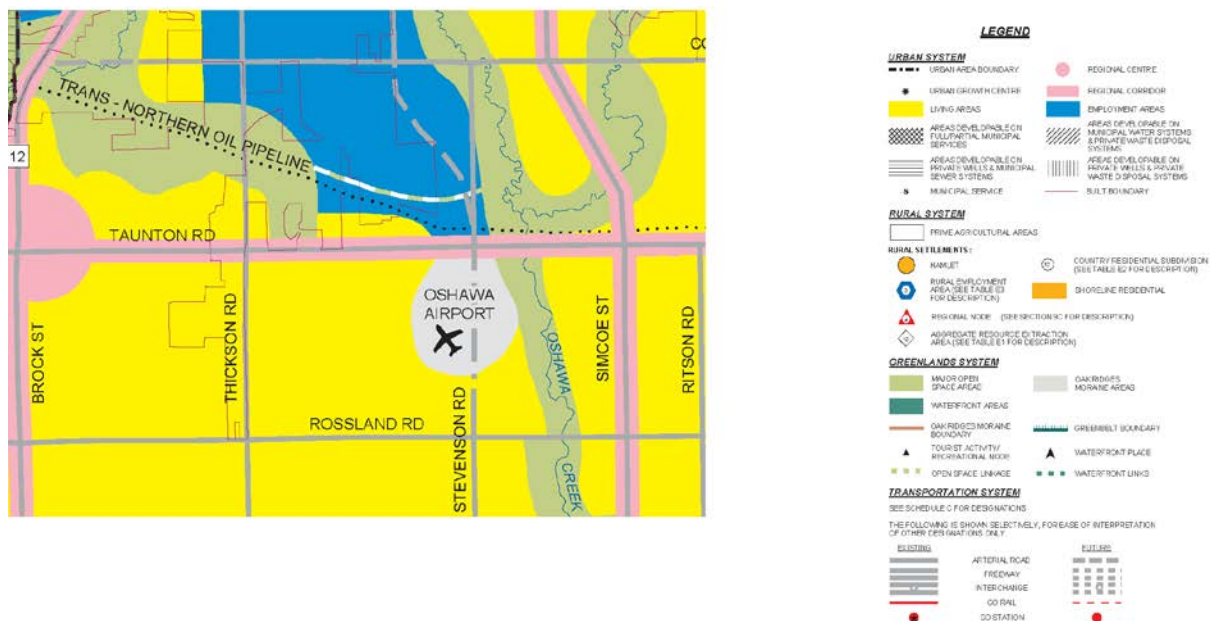 CO
TRANS - NORTHERN OIL PIPELINE
12
TAUNTON RD
OSHAWA
AIRPORT
BROCK ST
THICKSON RD
STEVENSON RD
OSHAWA
CREEK
SIMCOE ST
RITSON RD
ROSSLAND RD
LEGEND
URBAN SYSTEM
URBAN AREA BOUNDARY
REGIONAL CENTRE
URBAN GROWTH CENTRE
REGIONAL CORRIDOR
LIVING AREAS
EMPLOYMENT AREAS
AREAS DEVELOPABLE ON
FULL/PARTIAL MUNICIPAL
SERVICES
AREAS DEVELOPABLE ON
MUNICIPAL WATER SYSTEMS
& PRIVATE WASTE DISPOSAL
SYSTEMS
AREAS DEVELOPABLE ON
PRIVATE WELLS & MUNICIPAL
SEWER SYSTEMS
AREAS DEVELOPABLE ON
PRIVATE WELLS & PRIVATE
WASTE DISPOSAL SYSTEMS
S
MUNICIPAL SERVICE
BUILT BOUNDARY
RURAL SYSTEM
PRIME AGRICULTURAL AREAS
RURAL SETTLEMENTS :
HAMLET
COUNTRY RESIDENTIAL SUBDIVISION
(SEE TABLE E2 FOR DESCRIPTION)
RURAL EMPLOYMENT
AREA (SEE TABLE E3
FOR DESCRIPTION)
SHORELINE RESIDENTIAL
REGIONAL NODE (SEE SECTION 9C FOR DESCRIPTION)
AGGREGATE RESOURCE EXTRACTION
AREA (SEE TABLE E1 FOR DESCRIPTION)
GREENLANDS SYSTEM
MAJOR OPEN
SPACE AREAS
OAK RIDGES
MORAINE AREAS
WATERFRONT AREAS
OAK RIDGES MORAINE
BOUNDARY
GREENBELT BOUNDARY
TOURIST ACTIVITY/
RECREATIONAL NODE
WATERFRONT PLACE
OPEN SPACE LINKAGE
WATERFRONT LINKS
TRANSPORTATION SYSTEM
SEE SCHEDULE C FOR DESIGNATIONS
THE FOLLOWING IS SHOWN SELECTIVELY, FOR EASE OF INTERPRETATION
OF OTHER DESIGNATIONS ONLY
EXISTING
FUTURE
ARTERIAL ROAD
FREEWAY
INTERCHANGE
GO RAIL
GO STATION